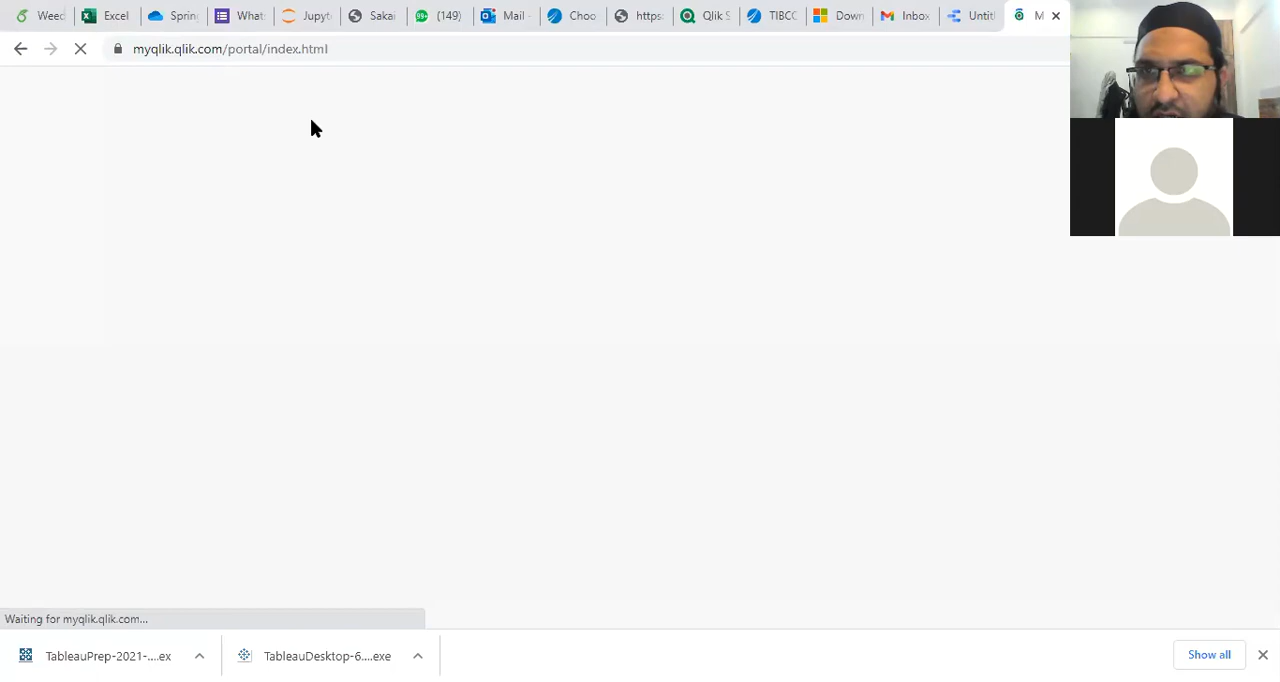 Weed Excel Spring What Jupyt Sakai (149) Mail - Choo https: Qlik S TIBCC Down Inbox Untit M
myqlik.qlik.com/portal/index.html
Waiting for myqlik.qlik.com...
TableauPrep-2021-....ex TableauDesktop-6....exe Show all